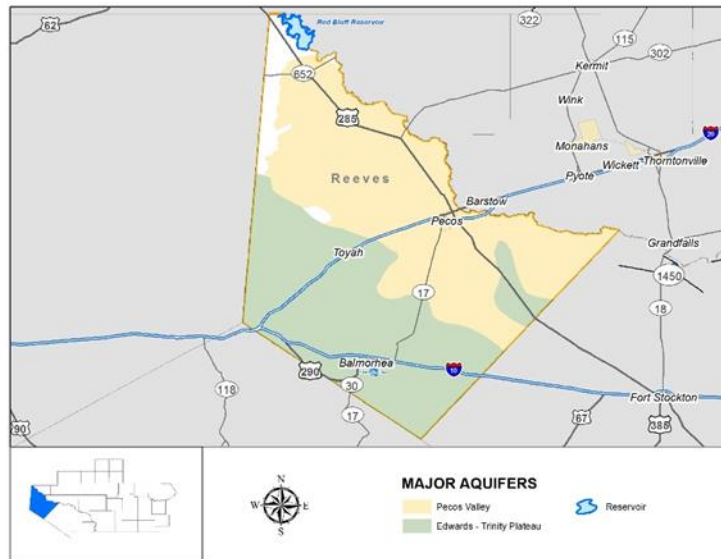 62
Red Bluff Reservoir
322
115
302
652
Kermit
Wink
285
20
Monahans
Thorntonville
Wickett
Reeves
Pyote
Barstow
Pecos
Grandfalls
Toyah
1450
17
18
Balmorhea
290
10
118
30
Fort Stockton
17
67
90
385
N
W
E
S
MAJOR AQUIFERS
Pecos Valley
Reservoir
Edwards - Trinity Plateau